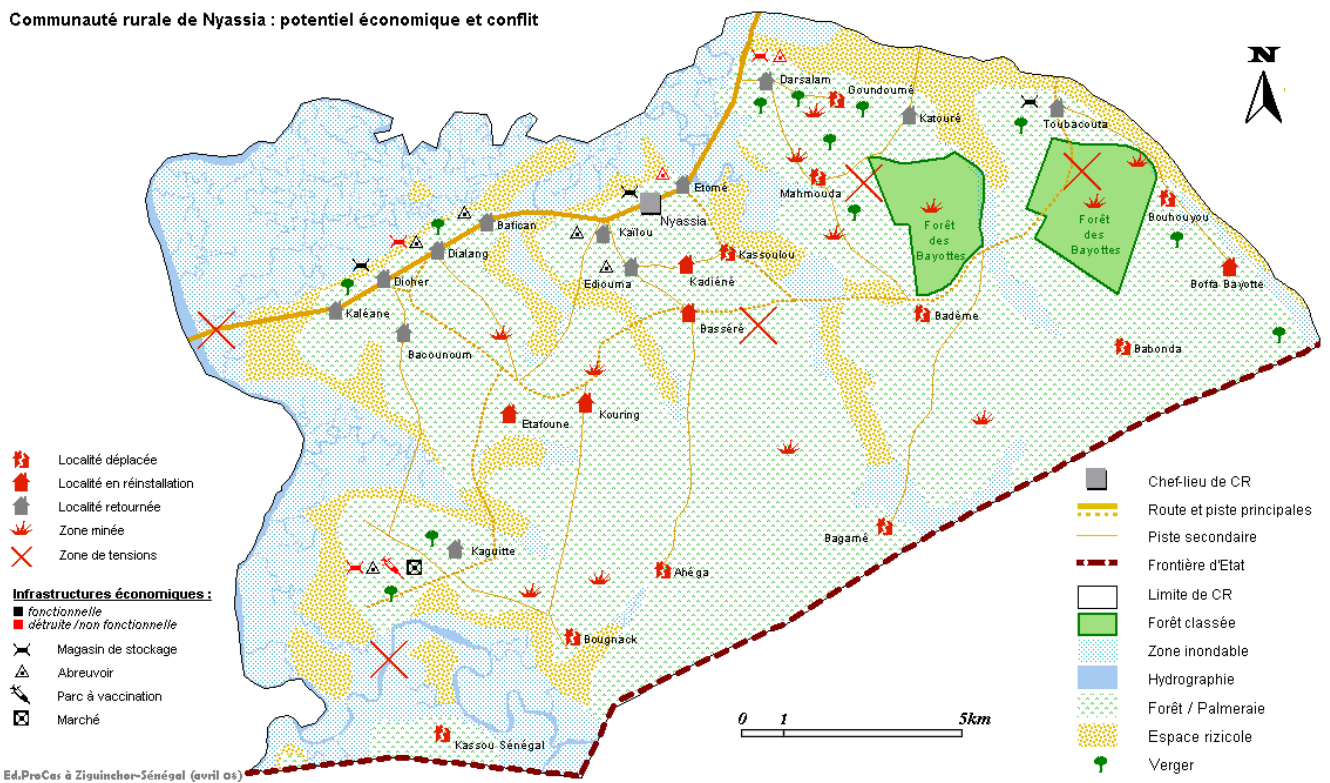 Communauté rurale de Nyassia : potentiel économique et conflit
N
Darsalam
Goundoumé
Katouré
Toubacouta
Etomé
Mahmouda
Nyassia
Bafican
Kaïlou
Forêt
des
Bayottes
Forêt
des
Bayottes
Bouhouyou
Dialang
Kassoulou
Ediouma
Kadiéné
Boffa Bayotte
Dioher
Kaléane
Basséré
Badème
Bacounoum
Babonda
Etafoune
Kouring
Kaguitte
Bagamé
Ahéga
Bougnack
Kassou Sénégal
Localité déplacée
Localité en réinstallation
Localité retournée
Zone minée
Zone de tensions
Infrastructures économiques :
fonctionnelle
détruite /non fonctionnelle
Magasin de stockage
Abreuvoir
Parc à vaccination
Marché
0 1 5km
Chef-lieu de CR
Route et piste principales
Piste secondaire
Frontière d'Etat
Limite de CR
Forêt classée
Zone inondable
Hydrographie
Forêt / Palmeraie
Espace rizicole
Verger
Ed.ProCas à Ziguinchor-Sénégal (avril 08)